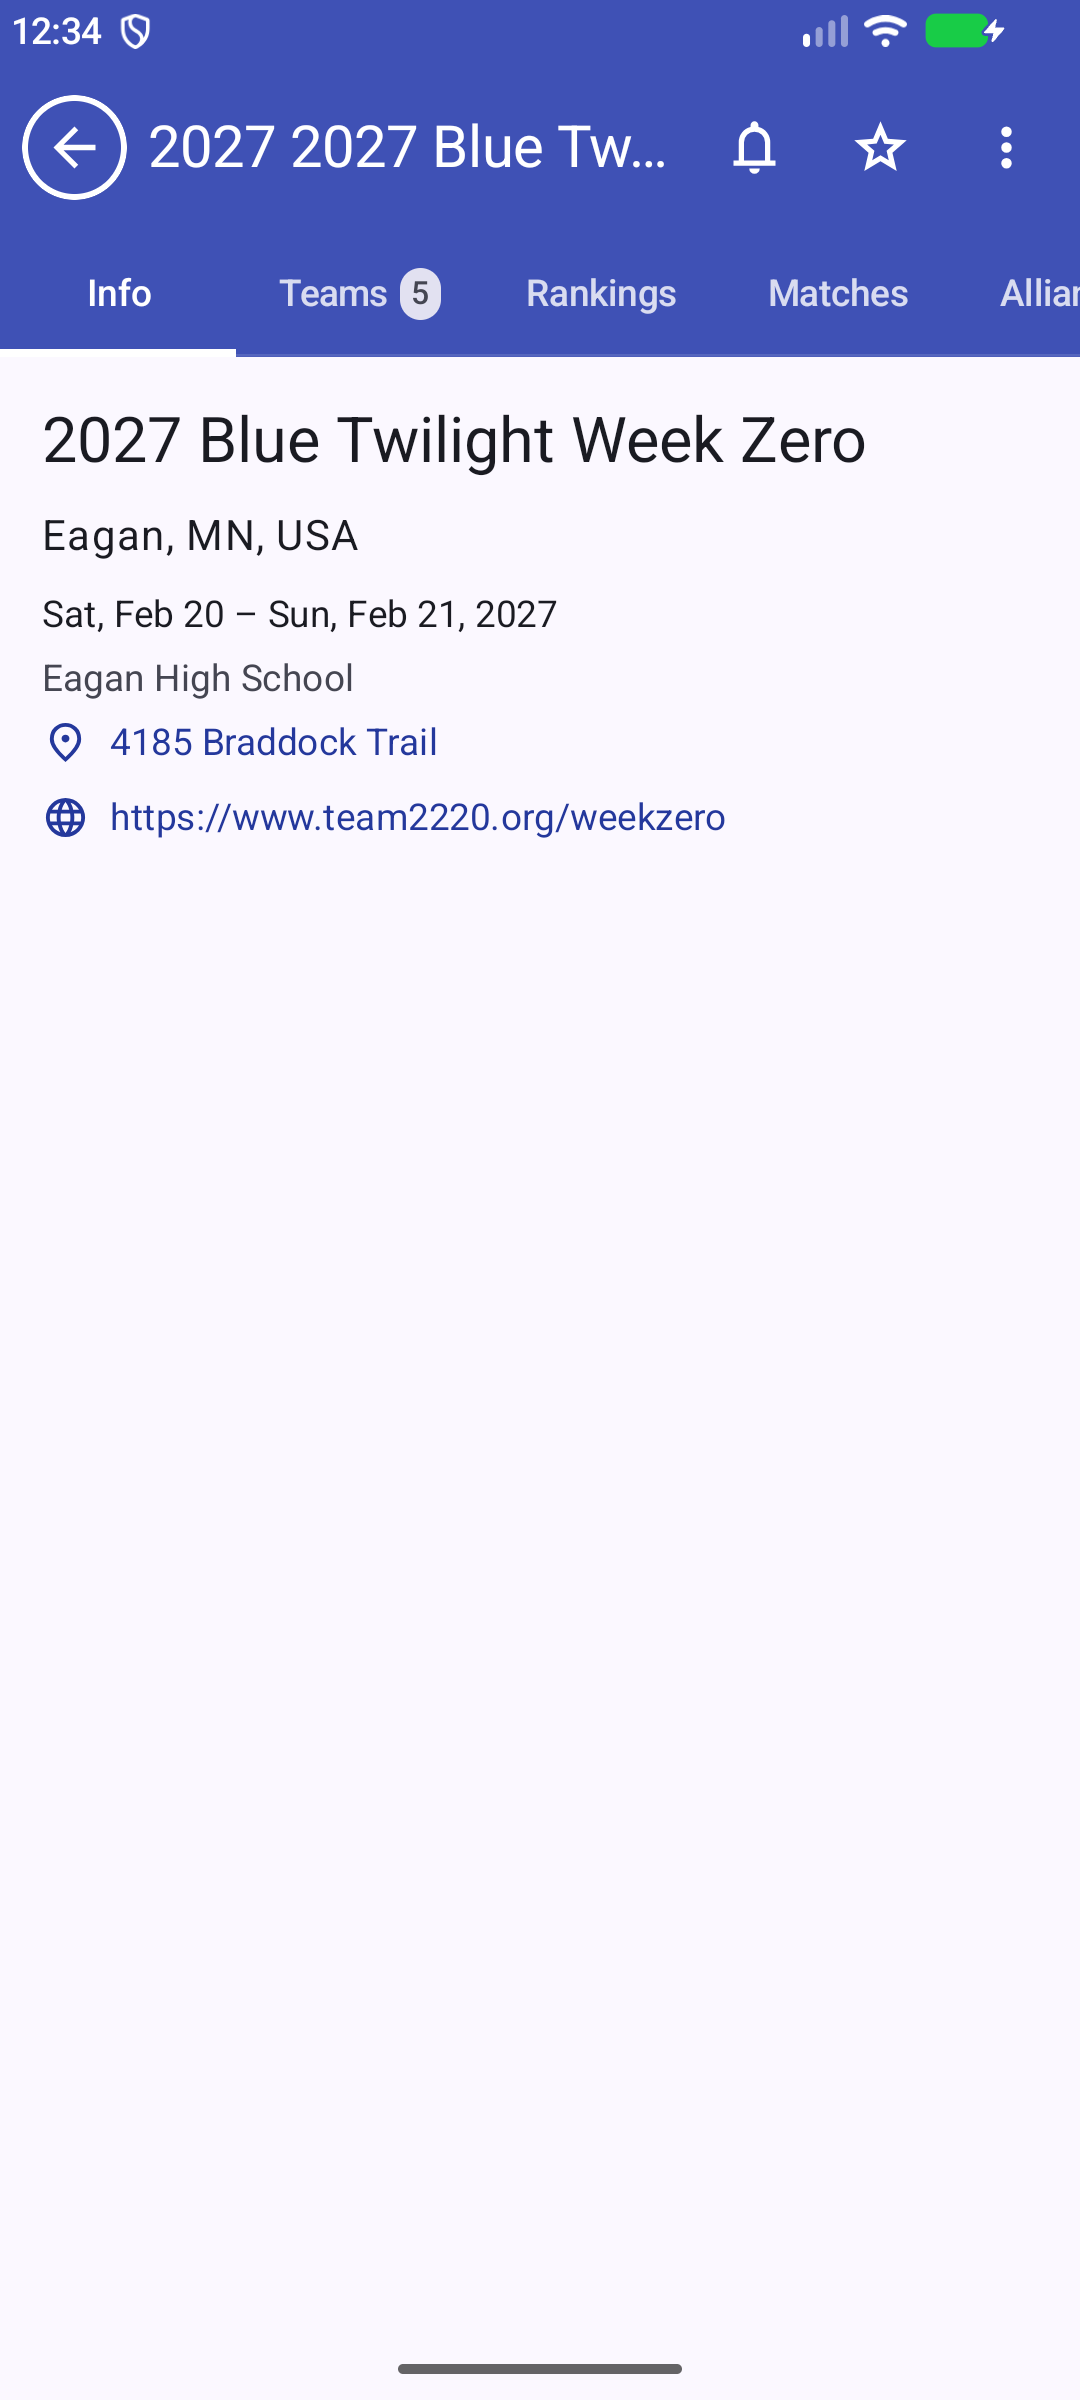 12:34
2027 2027 Blue Tw...
Info
Teams 5
Rankings
Matches
Allian
2027 Blue Twilight Week Zero
Eagan, MN, USA
Sat, Feb 20 – Sun, Feb 21, 2027
Eagan High School
4185 Braddock Trail
https://www.team2220.org/weekzero